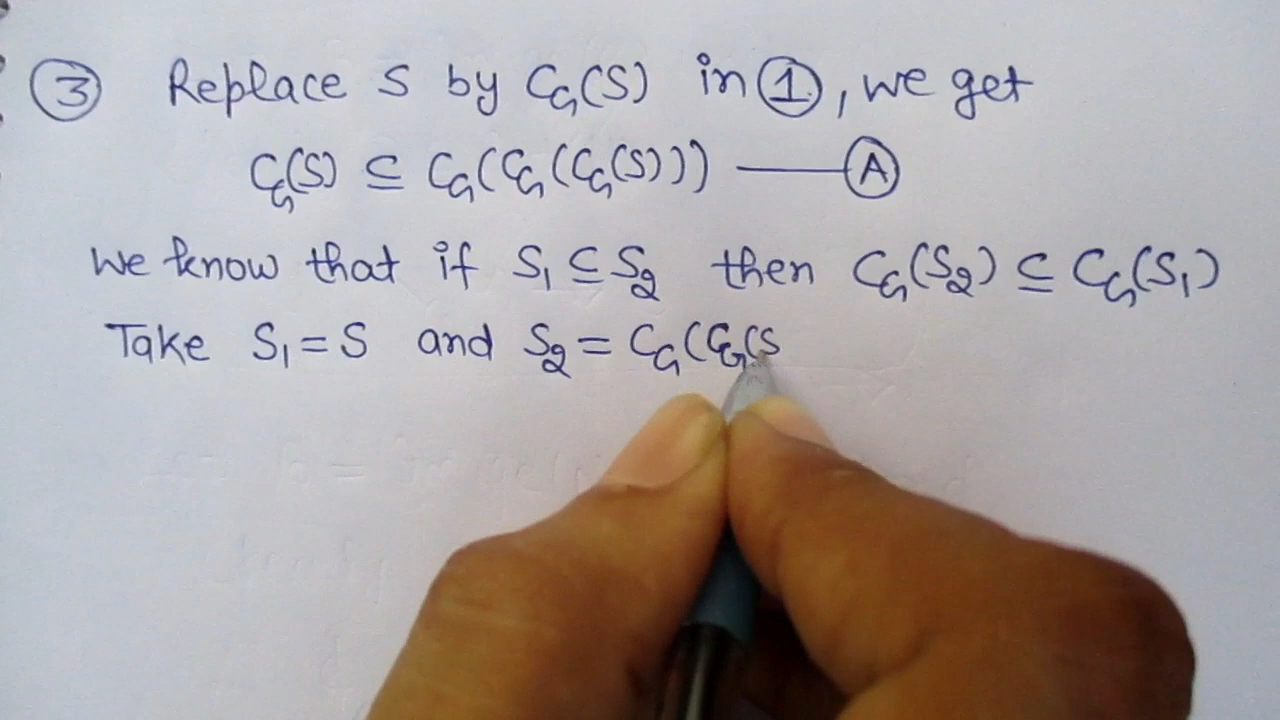 ③ Replace S by C_G(S) in ①, we get
C_G(S) ⊆ C_G(C_G(C_G(S))) —— Ⓐ
We know that if S₁ ⊆ S₂ then C_G(S₂) ⊆ C_G(S₁)
Take S₁ = S and S₂ = C_G(C_G(S